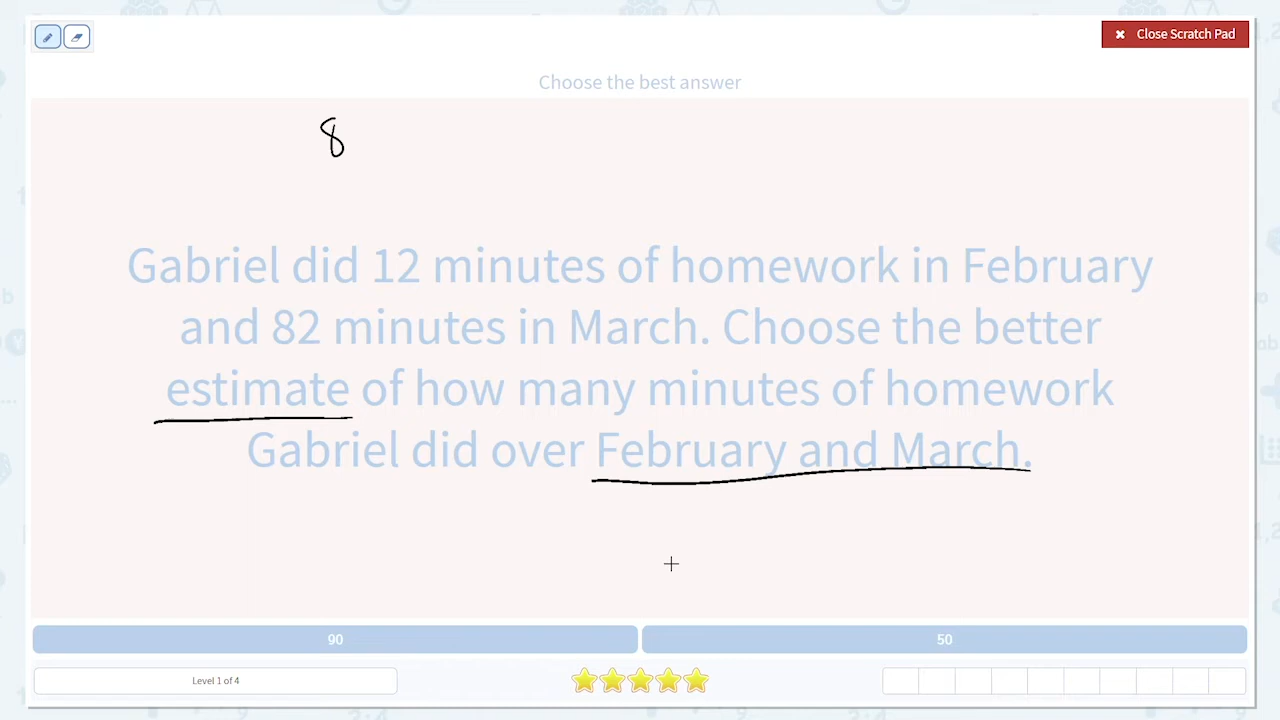 Close Scratch Pad
Choose the best answer
8
Gabriel did 12 minutes of homework in February
and 82 minutes in March. Choose the better
estimate of how many minutes of homework
Gabriel did over February and March.
90
50
Level 1 of 4